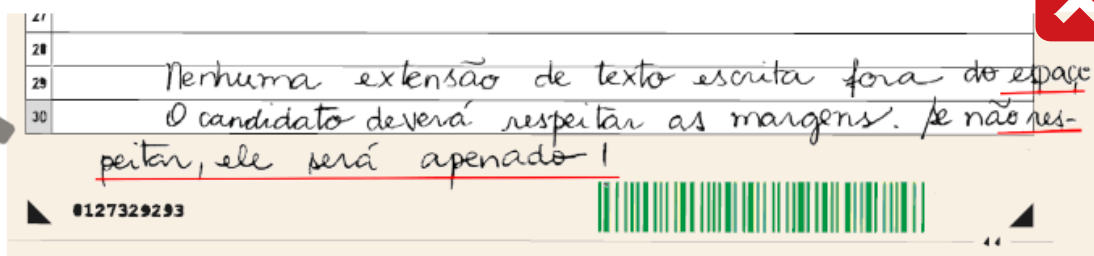 27
28
29 Nenhuma extensão de texto escrita fora do espaço
30 O candidato deverá respeitar as margens. Se não res-
peitar, ele será apenado!
0127329293
44